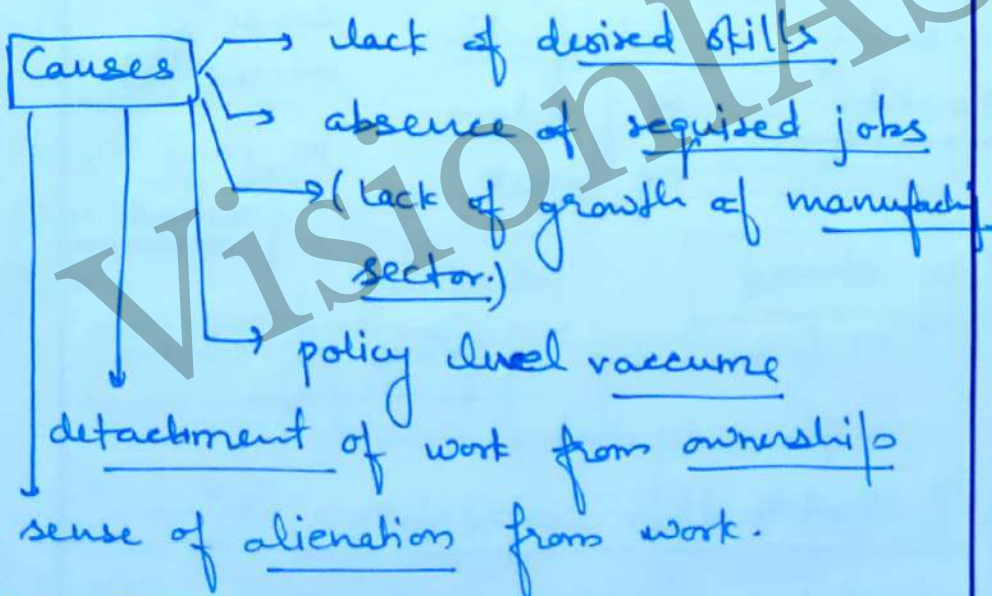 Causes
lack of desired skills
absence of required jobs
(lack of growth of
sector.)
policy level vaccume
detachment of work from ownership
sense of alienation from work.
VisionIAS